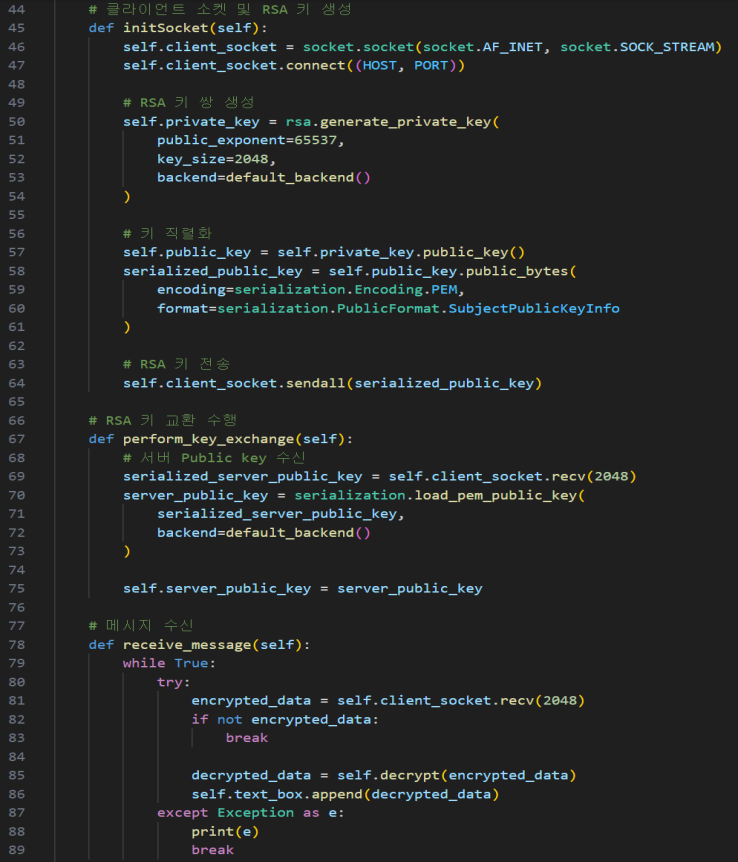 44 # 클라이언트 소켓 및 RSA 키 생성
45 def initSocket(self):
46 self.client_socket = socket.socket(socket.AF_INET, socket.SOCK_STREAM)
47 self.client_socket.connect((HOST, PORT))
48
49 # RSA 키 쌍 생성
50 self.private_key = rsa.generate_private_key(
51 public_exponent=65537,
52 key_size=2048,
53 backend=default_backend()
54 )
55
56 # 키 직렬화
57 self.public_key = self.private_key.public_key()
58 serialized_public_key = self.public_key.public_bytes(
59 encoding=serialization.Encoding.PEM,
60 format=serialization.PublicFormat.SubjectPublicKeyInfo
61 )
62
63 # RSA 키 전송
64 self.client_socket.sendall(serialized_public_key)
65
66 # RSA 키 교환 수행
67 def perform_key_exchange(self):
68 # 서버 Public key 수신
69 serialized_server_public_key = self.client_socket.recv(2048)
70 server_public_key = serialization.load_pem_public_key(
71 serialized_server_public_key,
72 backend=default_backend()
73 )
74
75 self.server_public_key = server_public_key
76
77 # 메시지 수신
78 def receive_message(self):
79 while True:
80 try:
81 encrypted_data = self.client_socket.recv(2048)
82 if not encrypted_data:
83 break
84
85 decrypted_data = self.decrypt(encrypted_data)
86 self.text_box.append(decrypted_data)
87 except Exception as e:
88 print(e)
89 break